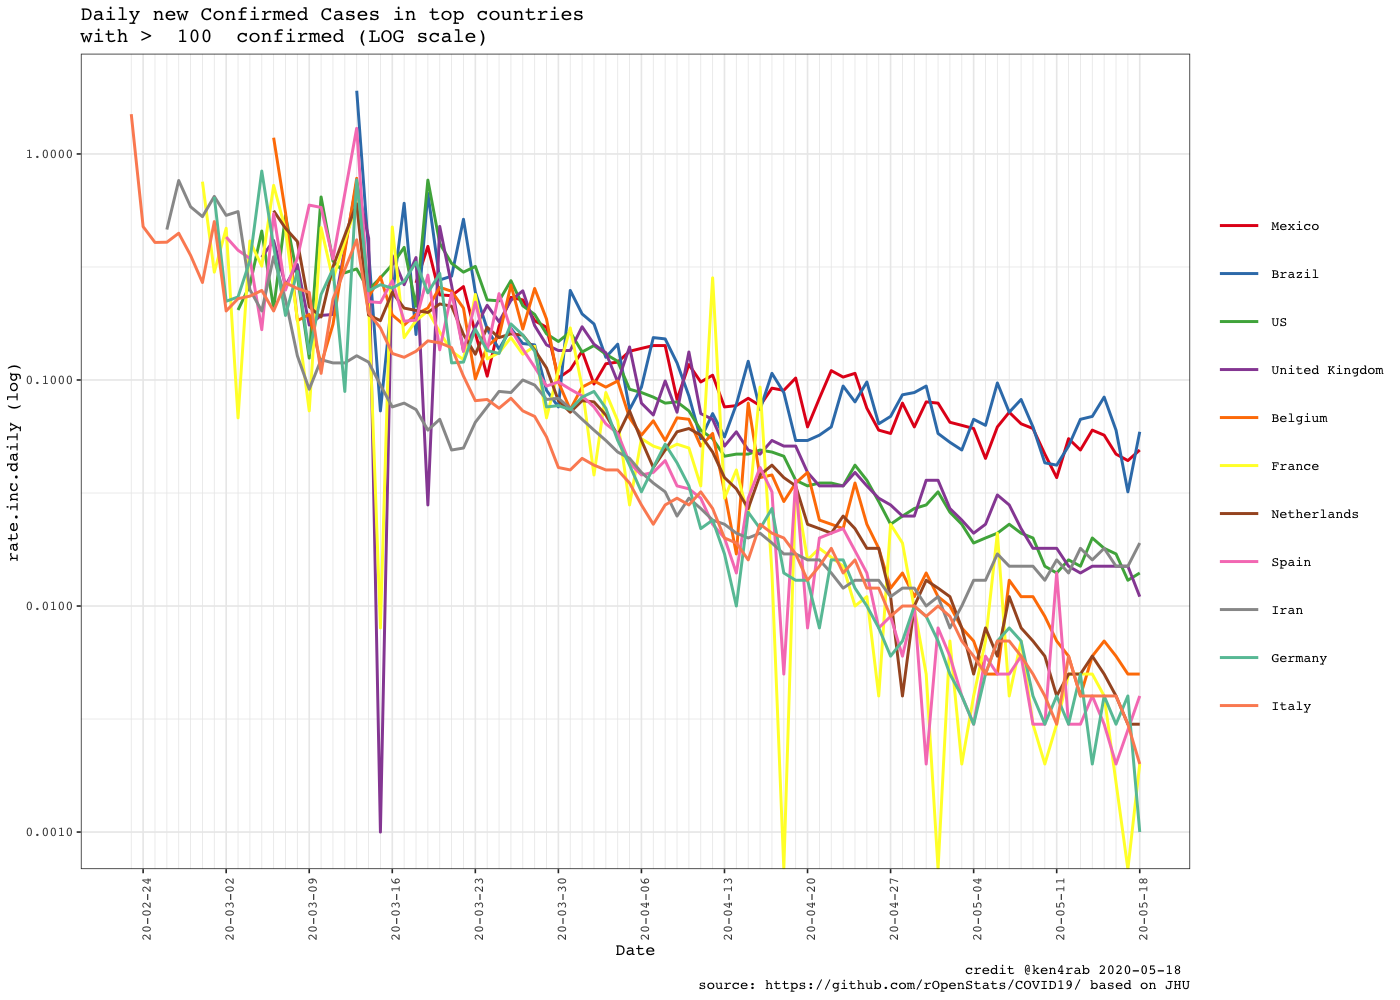 Daily new Confirmed Cases in top countries
with >  100  confirmed (LOG scale)
rate.inc.daily (log)
1.0000
0.1000
0.0100
0.0010
20-02-24
20-03-02
20-03-09
20-03-16
20-03-23
20-03-30
20-04-06
20-04-13
20-04-20
20-04-27
20-05-04
20-05-11
20-05-18
Date
Mexico
Brazil
US
United Kingdom
Belgium
France
Netherlands
Spain
Iran
Germany
Italy
credit @ken4rab 2020-05-18
source: https://github.com/rOpenStats/COVID19/ based on JHU